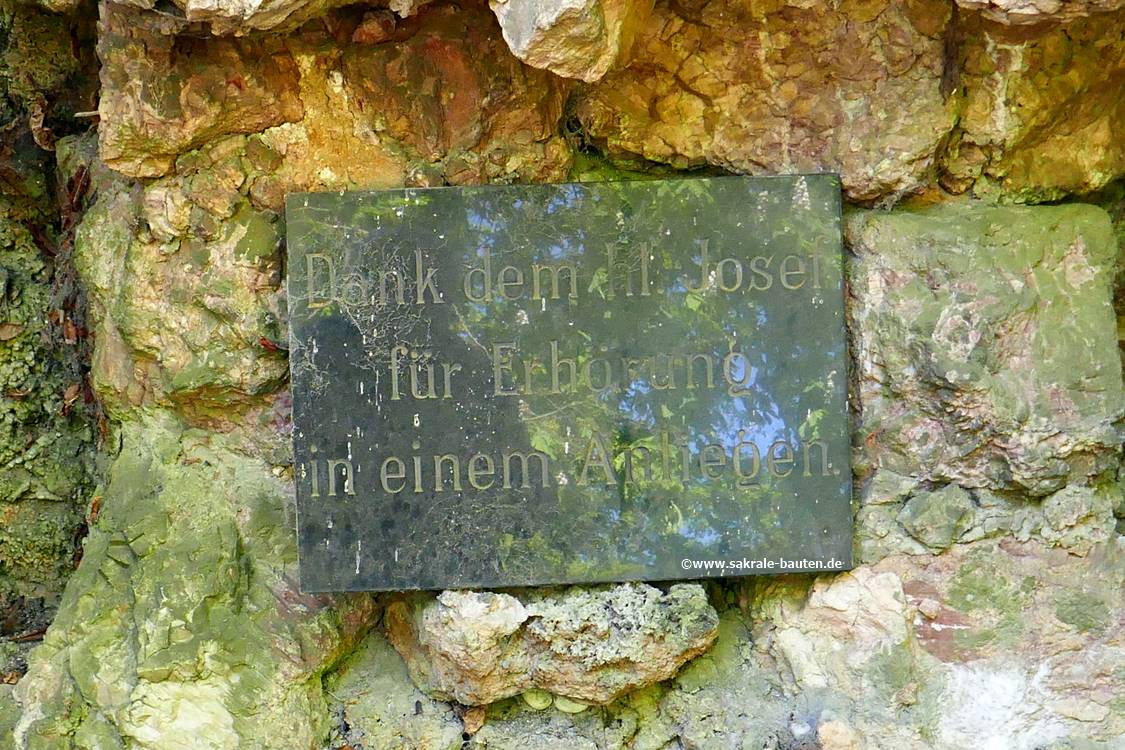 Dank dem Hl. Josef
für Erhörung
in einem Anliegen.
©www.sakrale-bauten.de